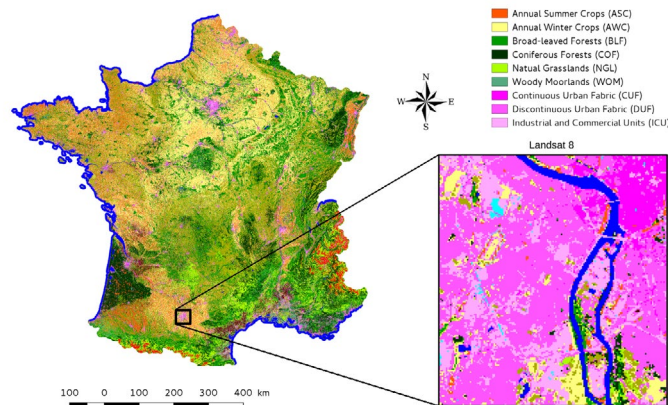 Annual Summer Crops (ASC)
Annual Winter Crops (AWC)
Broad-leaved Forests (BLF)
Coniferous Forests (COF)
Natual Grasslands (NGL)
Woody Moorlands (WOM)
Continuous Urban Fabric (CUF)
Discontinuous Urban Fabric (DUF)
Industrial and Commercial Units (ICU)
N
W E
S
Landsat 8
100 0 100 200 300 400 km